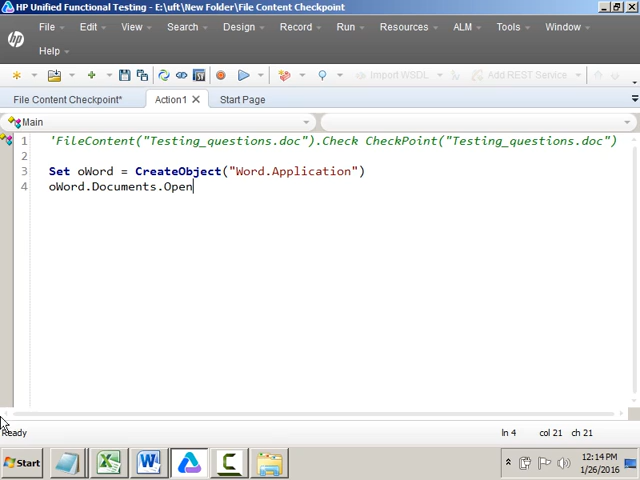 HP Unified Functional Testing - E:\uft\New Folder\File Content Checkpoint
File Edit View Search Design Record Run Resources ALM Tools Window
Help
Import WSDL Add REST Service
File Content Checkpoint* Action1 Start Page
Main
1 'FileContent("Testing_questions.doc").Check CheckPoint("Testing_questions.doc")
2
3 Set oWord = CreateObject("Word.Application")
4 oWord.Documents.Open
Ready ln 4 col 21 ch 21
Start
12:14 PM
1/26/2016